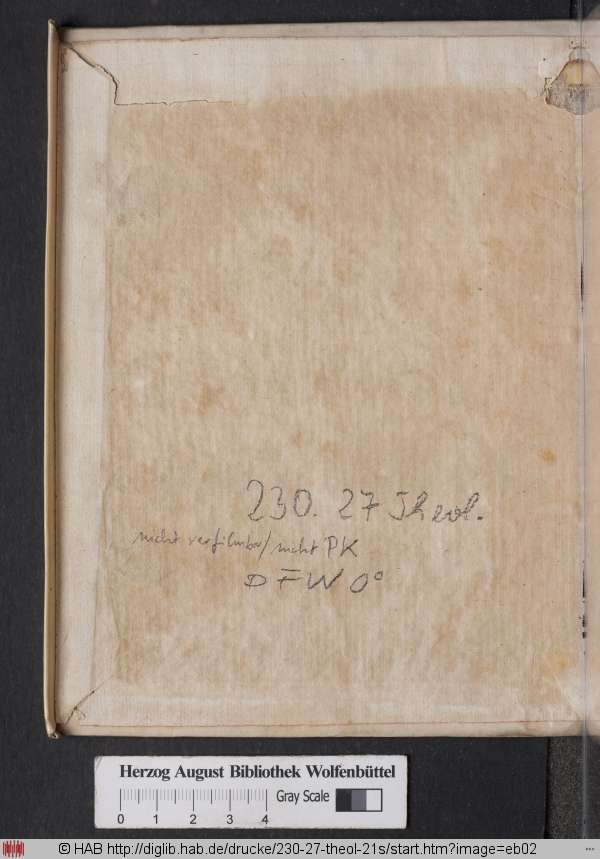 230. 27 Theol.
nicht verfilmbar/nicht PK
DFW 0°
Herzog August Bibliothek Wolfenbüttel
Gray Scale
0 1 2 3 4
© HAB http://diglib.hab.de/drucke/230-27-theol-21s/start.htm?image=eb02